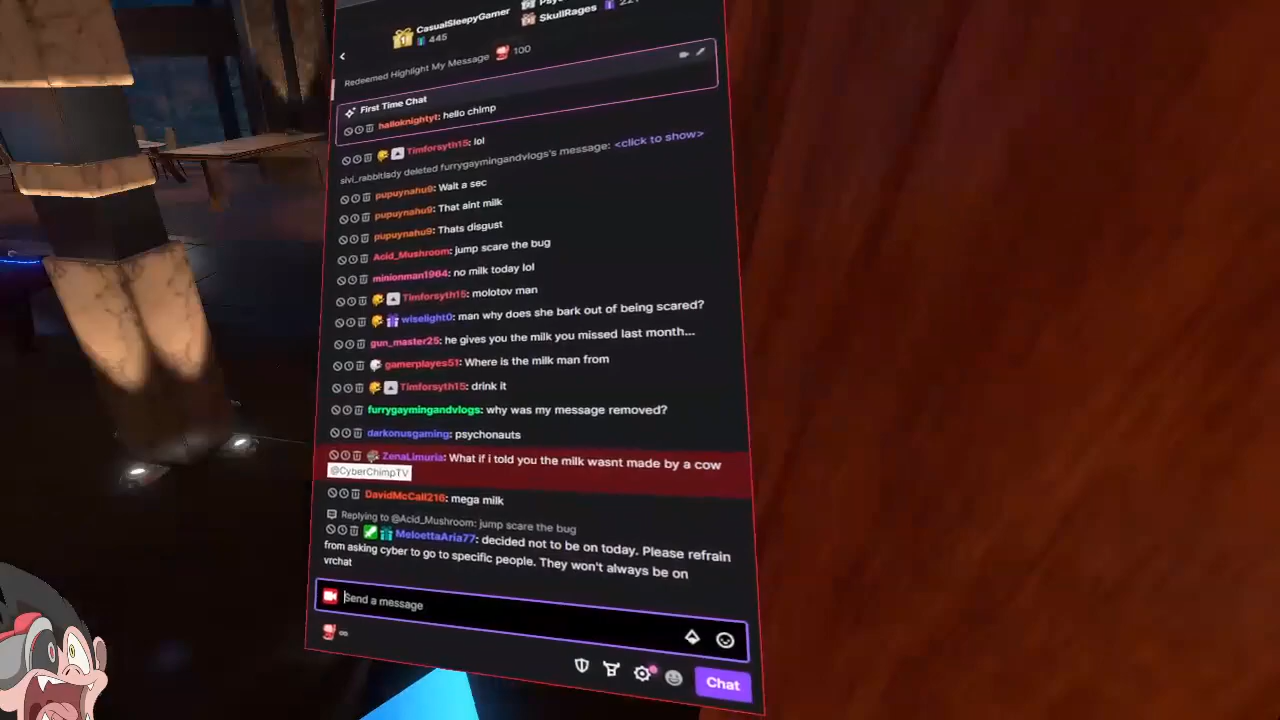 CasualSleepyGamer
445
SkullRages
Redeemed Highlight My Message 100
First Time Chat
halloknightyt: hello chimp
Timforsyth15: lol
sivi_rabbitlady deleted furrygaymingandvlogs's message: <click to show>
pupuynahu9: Wait a sec
pupuynahu9: That aint milk
pupuynahu9: Thats disgust
Acid_Mushroom: jump scare the bug
minionman1964: no milk today lol
Timforsyth15: molotov man
wiselight0: man why does she bark out of being scared?
gun_master25: he gives you the milk you missed last month...
gamerplayes51: Where is the milk man from
Timforsyth15: drink it
furrygaymingandvlogs: why was my message removed?
darkonusgaming: psychonauts
ZenaLimuria: What if i told you the milk wasnt made by a cow
@CyberChimpTV
DavidMcCall216: mega milk
Replying to @Acid_Mushroom: jump scare the bug
MeloettaAria77: decided not to be on today. Please refrain
from asking cyber to go to specific people. They won't always be on
vrchat
Send a message
∞
Chat